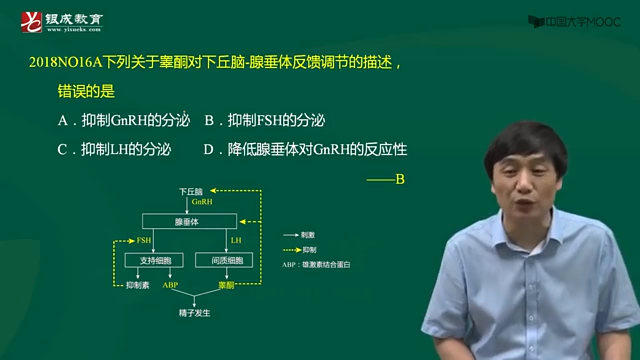 银成教育
www.yixueks.com
中国大学MOOC
2018NO16A下列关于睾酮对下丘脑-腺垂体反馈调节的描述，
错误的是
A．抑制GnRH的分泌 B．抑制FSH的分泌
C．抑制LH的分泌 D．降低腺垂体对GnRH的反应性
——B
下丘脑
GnRH
腺垂体
FSH LH
支持细胞 间质细胞
抑制素 ABP 睾酮
精子发生
刺激
抑制
ABP：雄激素结合蛋白